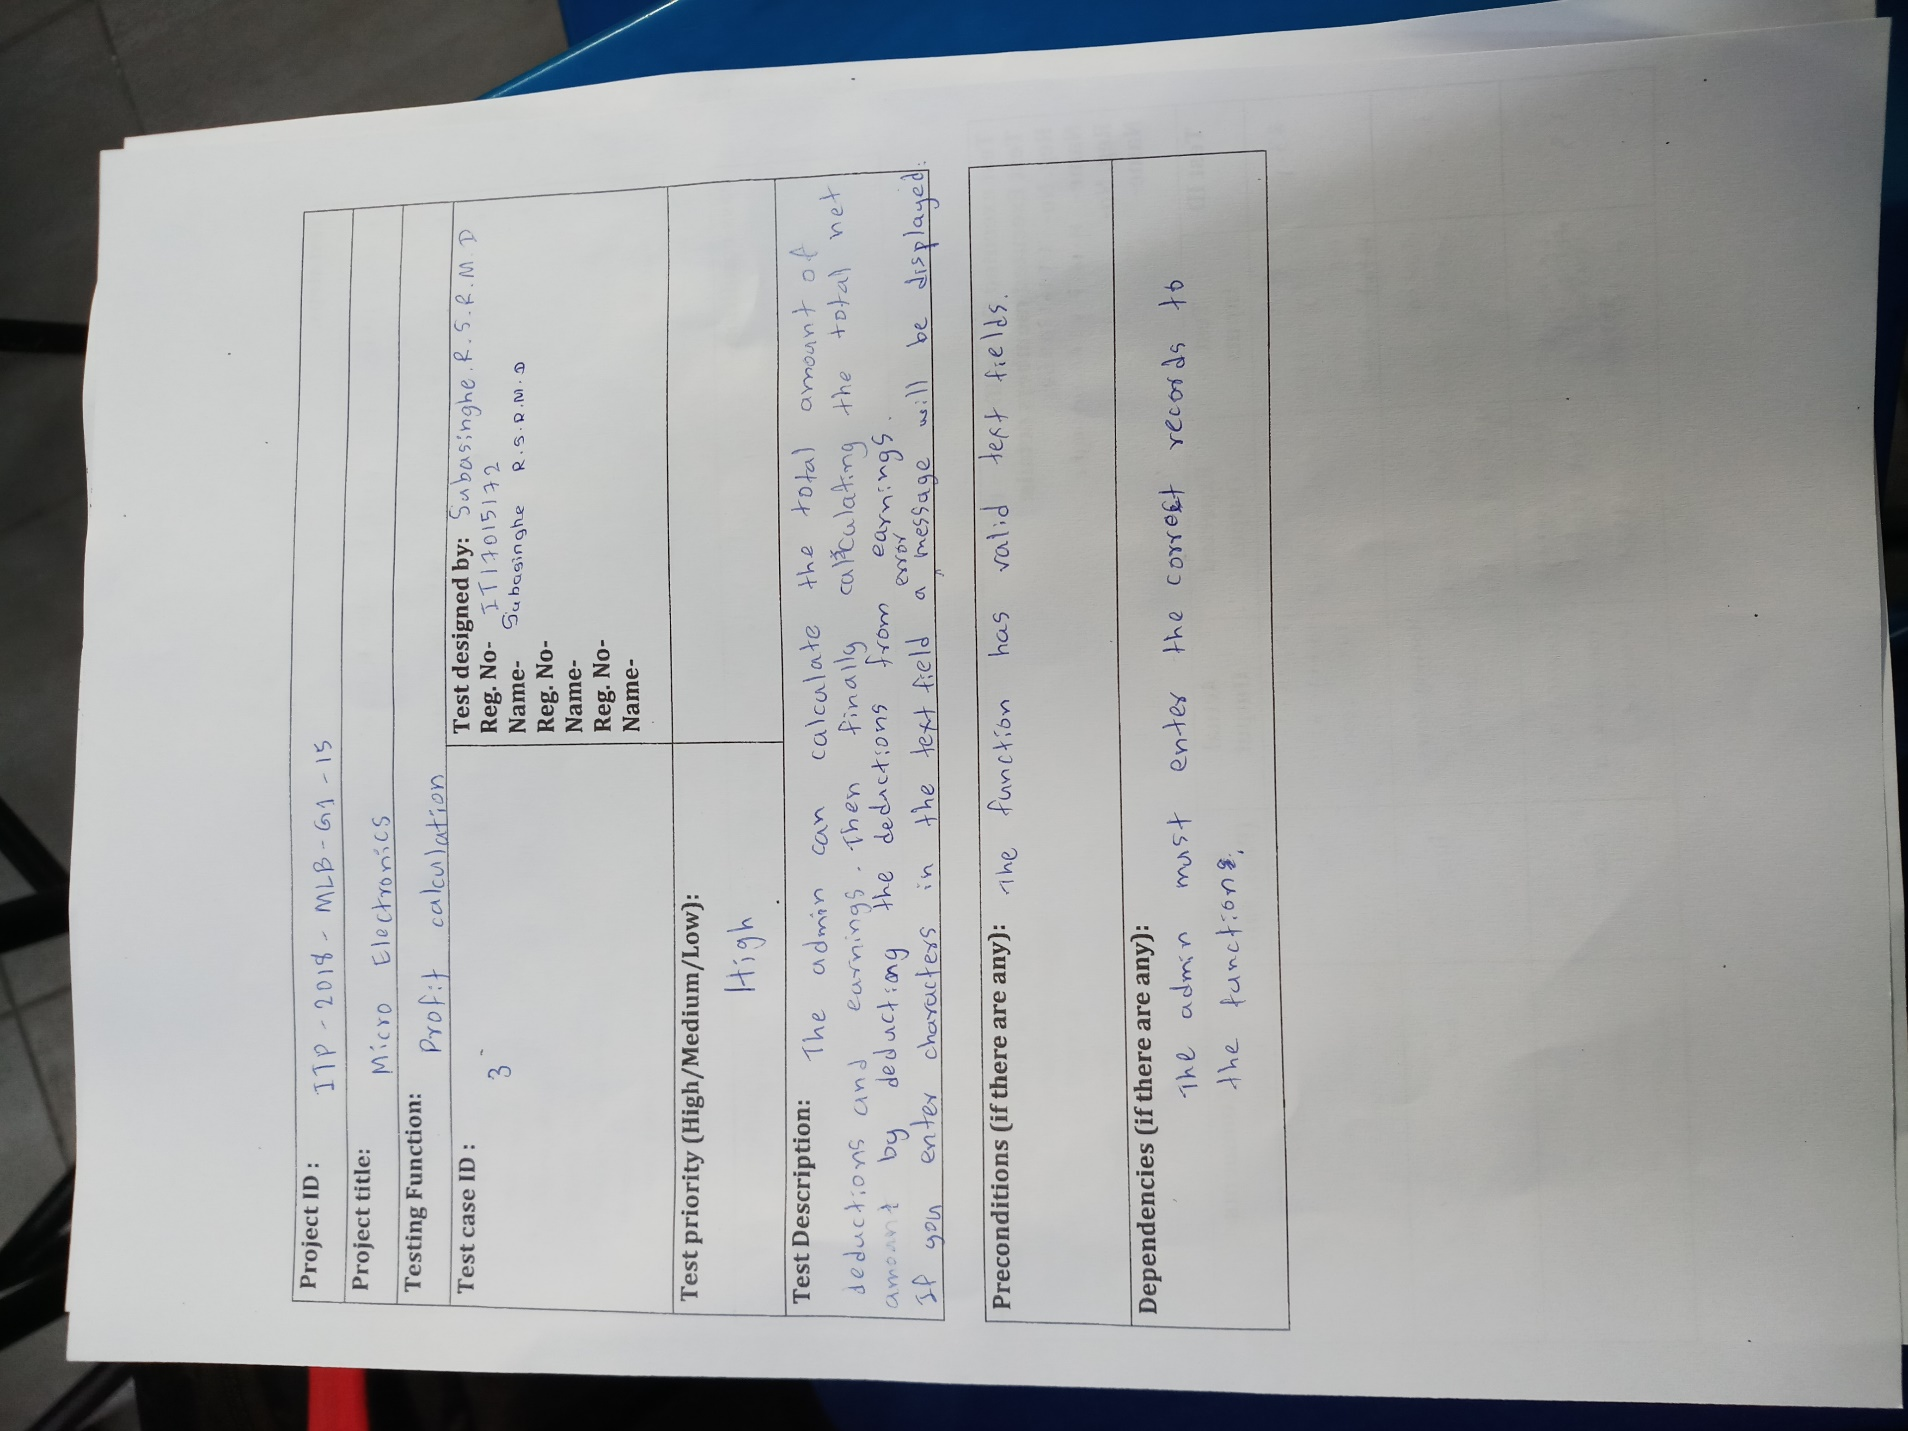 Project ID : ITP - 2018 - MLB - G1 - 15
Project title: Micro Electronics
Testing Function: Profit calculation
Test case ID : 3
Test designed by: Subasinghe. R. S. R. M. D
Reg. No- IT17015172
Name- Subasinghe R.S.R.M.D
Reg. No-
Name-
Reg. No-
Name-
Test priority (High/Medium/Low):
High
Test Description: The admin can calculate the total amount of
deductions and earnings. Then finally calculating the total net
amount by deductiong the deductions from earnings.
If you enter characters in the text field a error message will be displayed.
Preconditions (if there are any): The function has valid text fields.
Dependencies (if there are any):
The admin must enter the correct records to
the function.